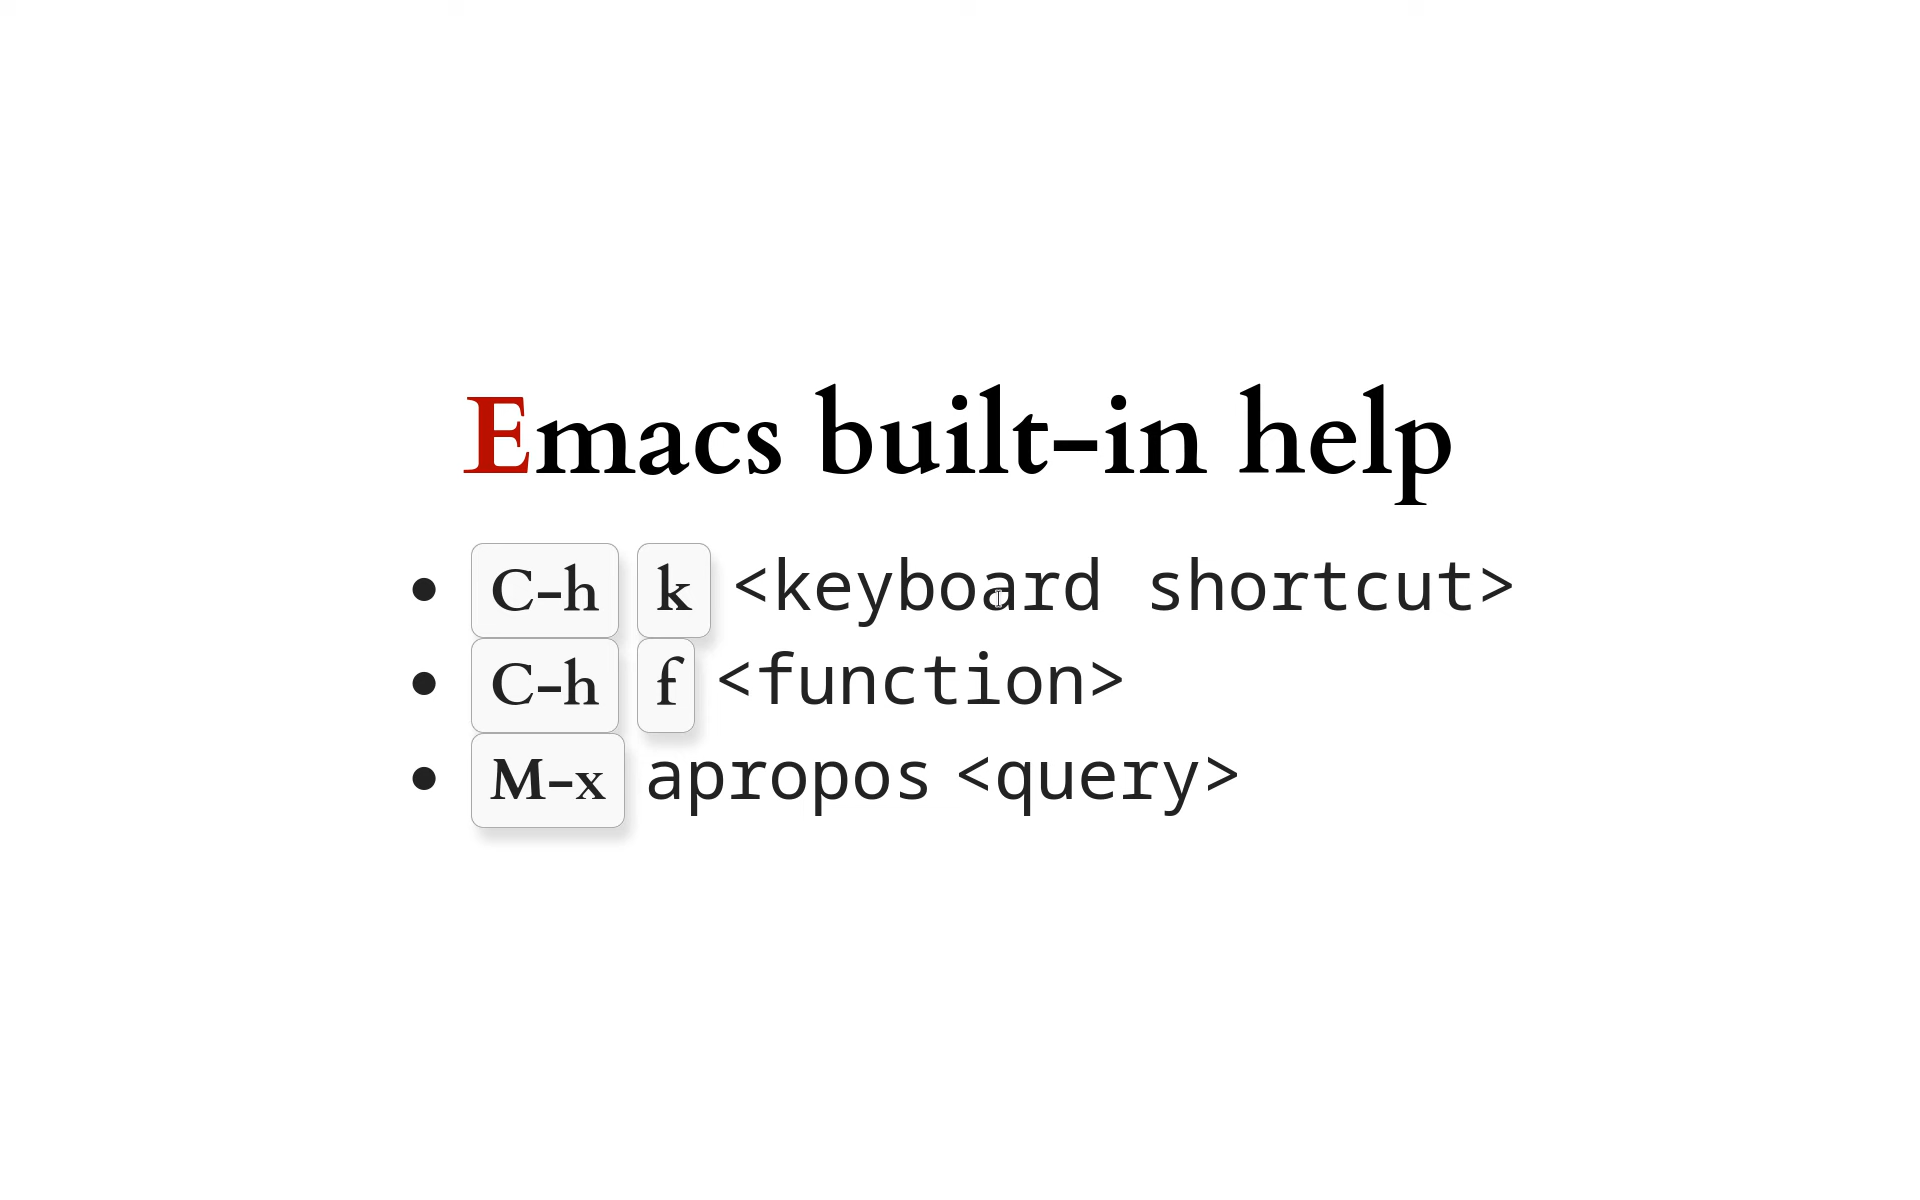 Emacs built-in help
• C-h k <keyboard shortcut>
• C-h f <function>
• M-x apropos <query>